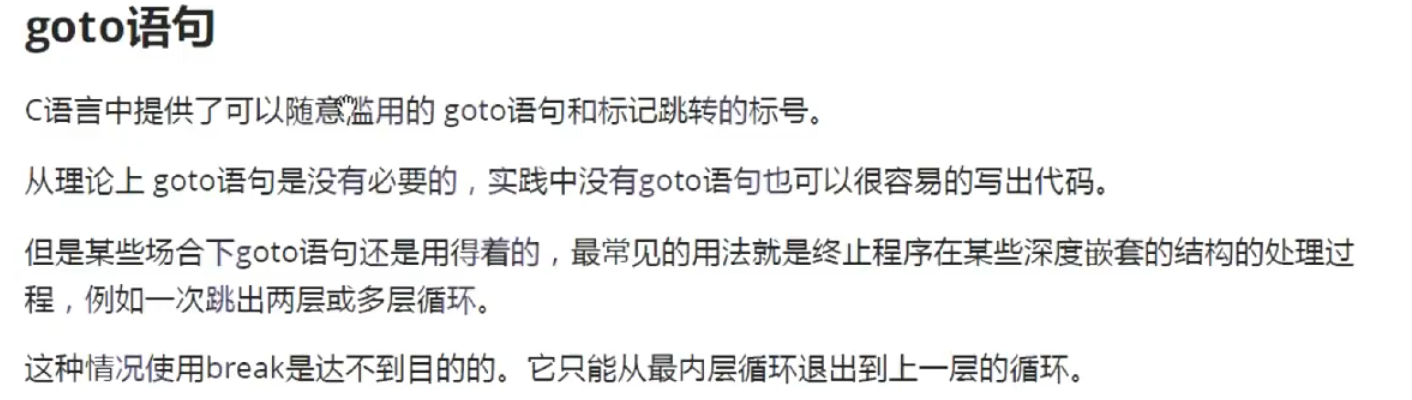 goto语句
C语言中提供了可以随意滥用的 goto语句和标记跳转的标号。
从理论上 goto语句是没有必要的，实践中没有goto语句也可以很容易的写出代码。
但是某些场合下goto语句还是用得着的，最常见的用法就是终止程序在某些深度嵌套的结构的处理过
程，例如一次跳出两层或多层循环。
这种情况使用break是达不到目的的。它只能从最内层循环退出到上一层的循环。